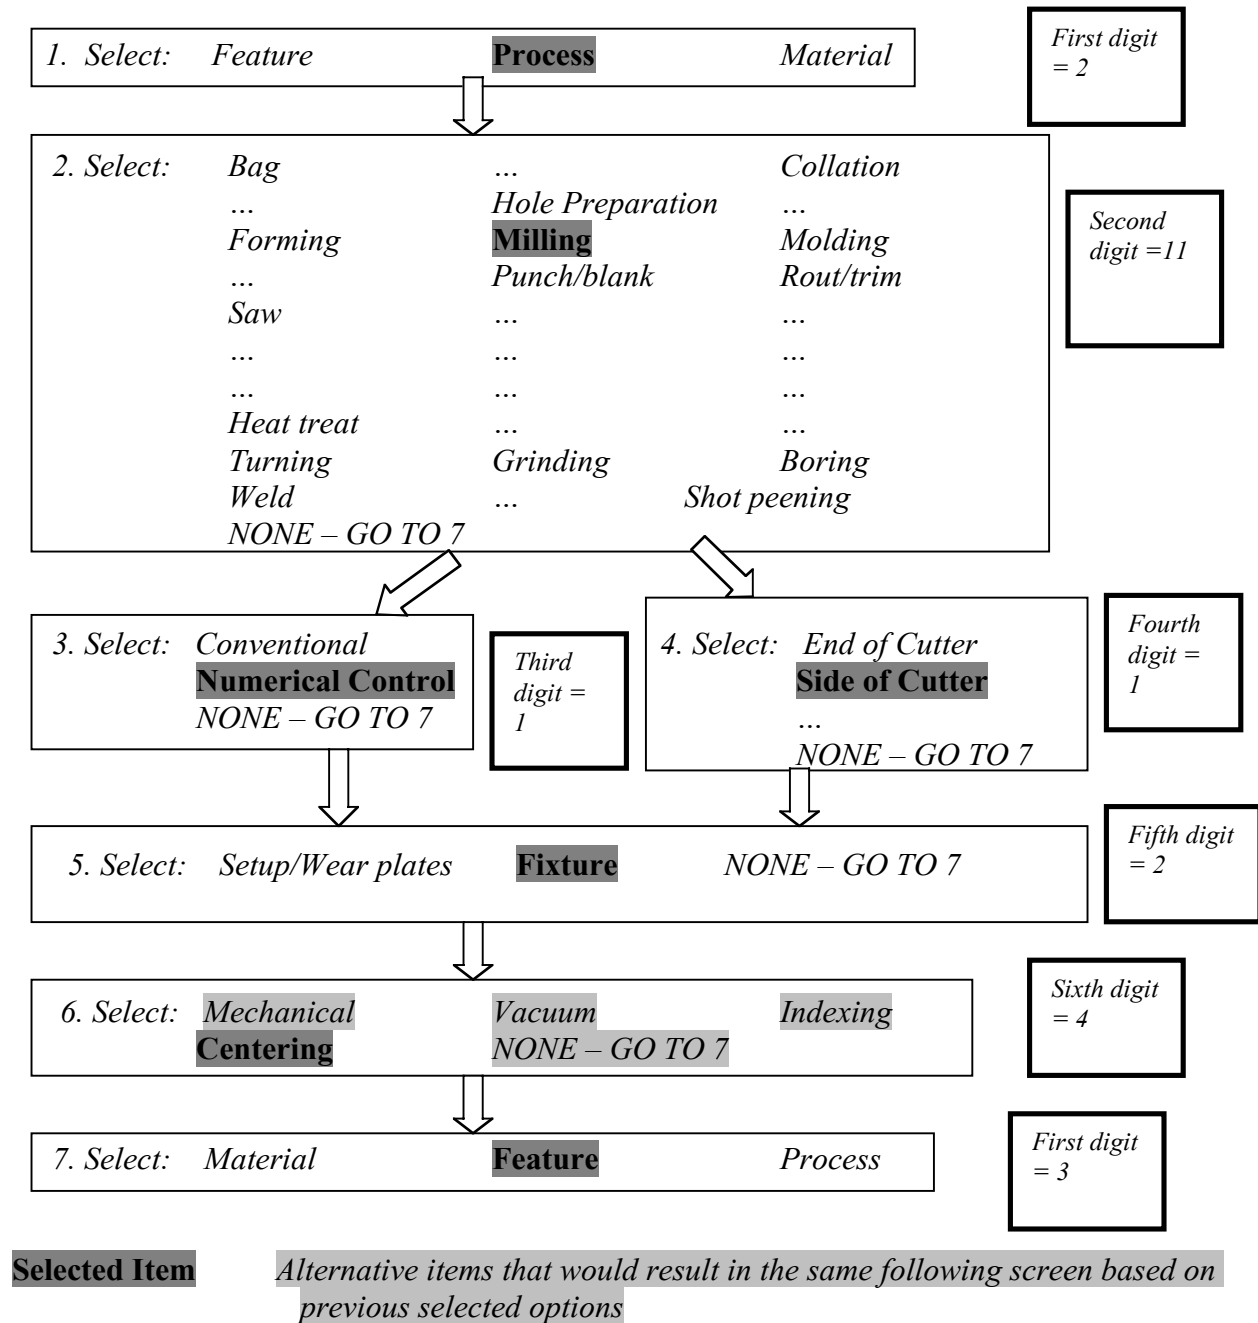 1. Select: Feature Process Material
First digit
= 2
2. Select: Bag ... Collation
... Hole Preparation ...
Forming Milling Molding
... Punch/blank Rout/trim
Saw ... ...
... ... ...
... ... ...
Heat treat ... ...
Turning Grinding Boring
Weld ... Shot peening
NONE – GO TO 7
Second
digit =11
3. Select: Conventional
Numerical Control
NONE – GO TO 7
Third
digit =
1
4. Select: End of Cutter
Side of Cutter
...
NONE – GO TO 7
Fourth
digit =
1
5. Select: Setup/Wear plates Fixture NONE – GO TO 7
Fifth digit
= 2
6. Select: Mechanical Vacuum Indexing
Centering NONE – GO TO 7
Sixth digit
= 4
7. Select: Material Feature Process
First digit
= 3
Selected Item Alternative items that would result in the same following screen based on
previous selected options